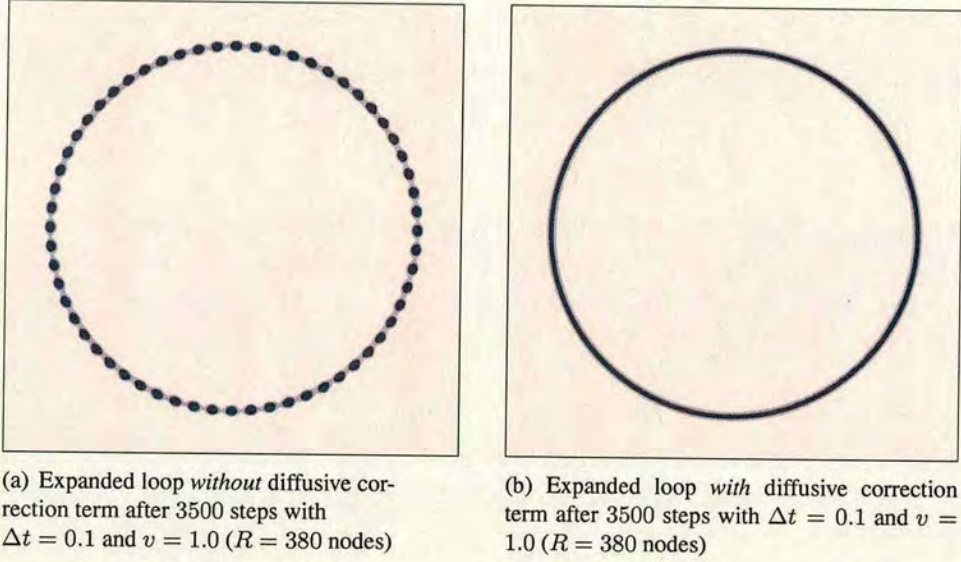 (a) Expanded loop without diffusive cor-
rection term after 3500 steps with
Δt = 0.1 and v = 1.0 (R = 380 nodes)
(b) Expanded loop with diffusive correction
term after 3500 steps with Δt = 0.1 and v =
1.0 (R = 380 nodes)